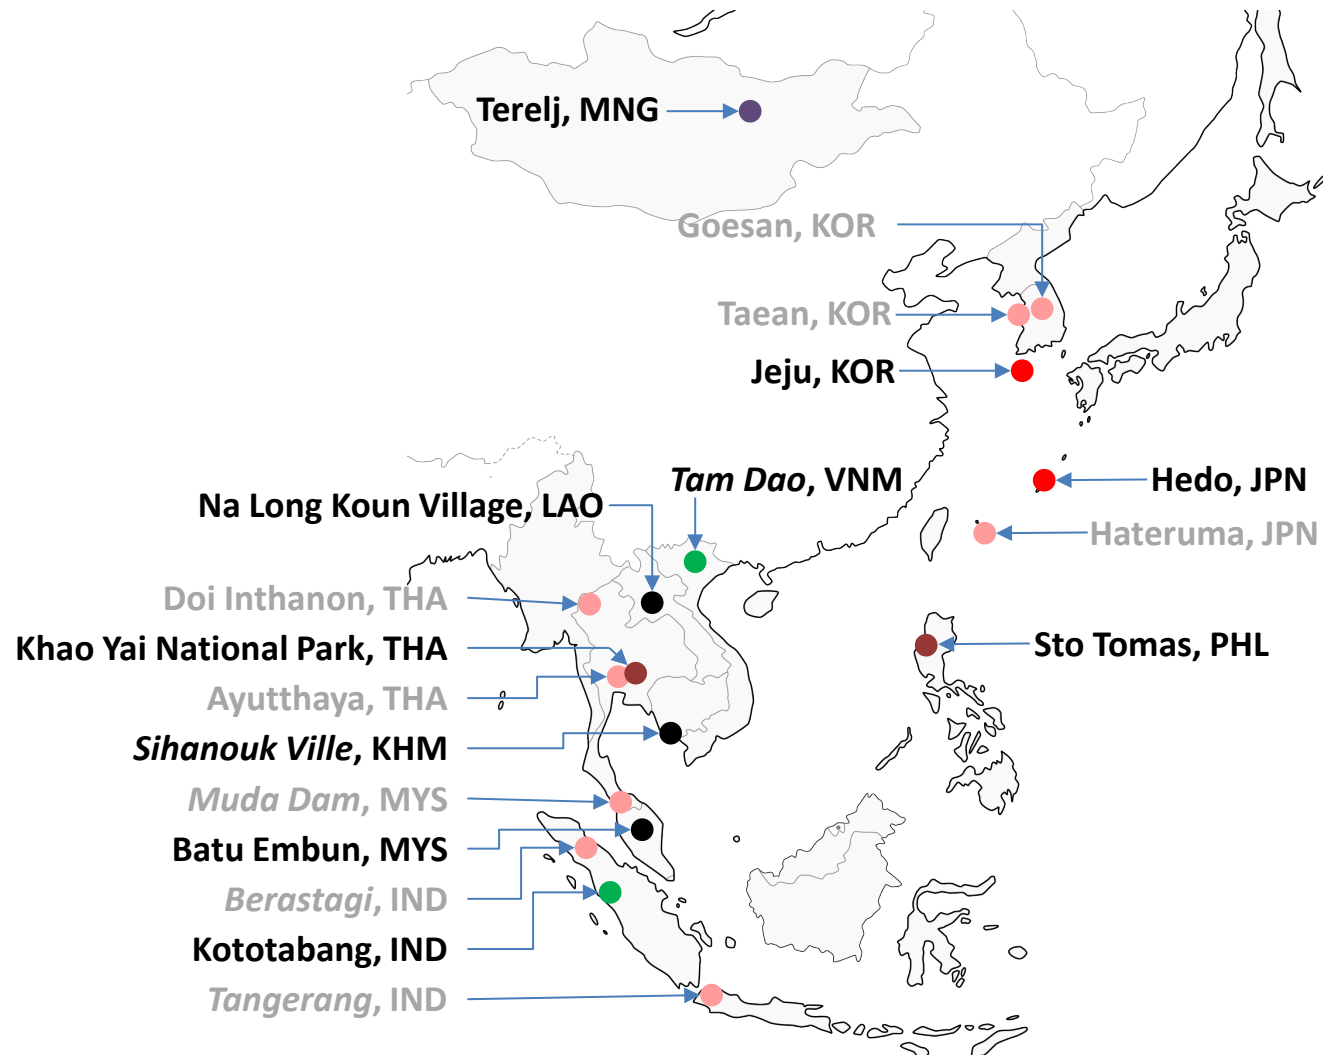 Terelj, MNG
Goesan, KOR
Taean, KOR
Jeju, KOR
Tam Dao, VNM
Hedo, JPN
Na Long Koun Village, LAO
Hateruma, JPN
Doi Inthanon, THA
Khao Yai National Park, THA
Sto Tomas, PHL
Ayutthaya, THA
Sihanouk Ville, KHM
Muda Dam, MYS
Batu Embun, MYS
Berastagi, IND
Kototabang, IND
Tangerang, IND